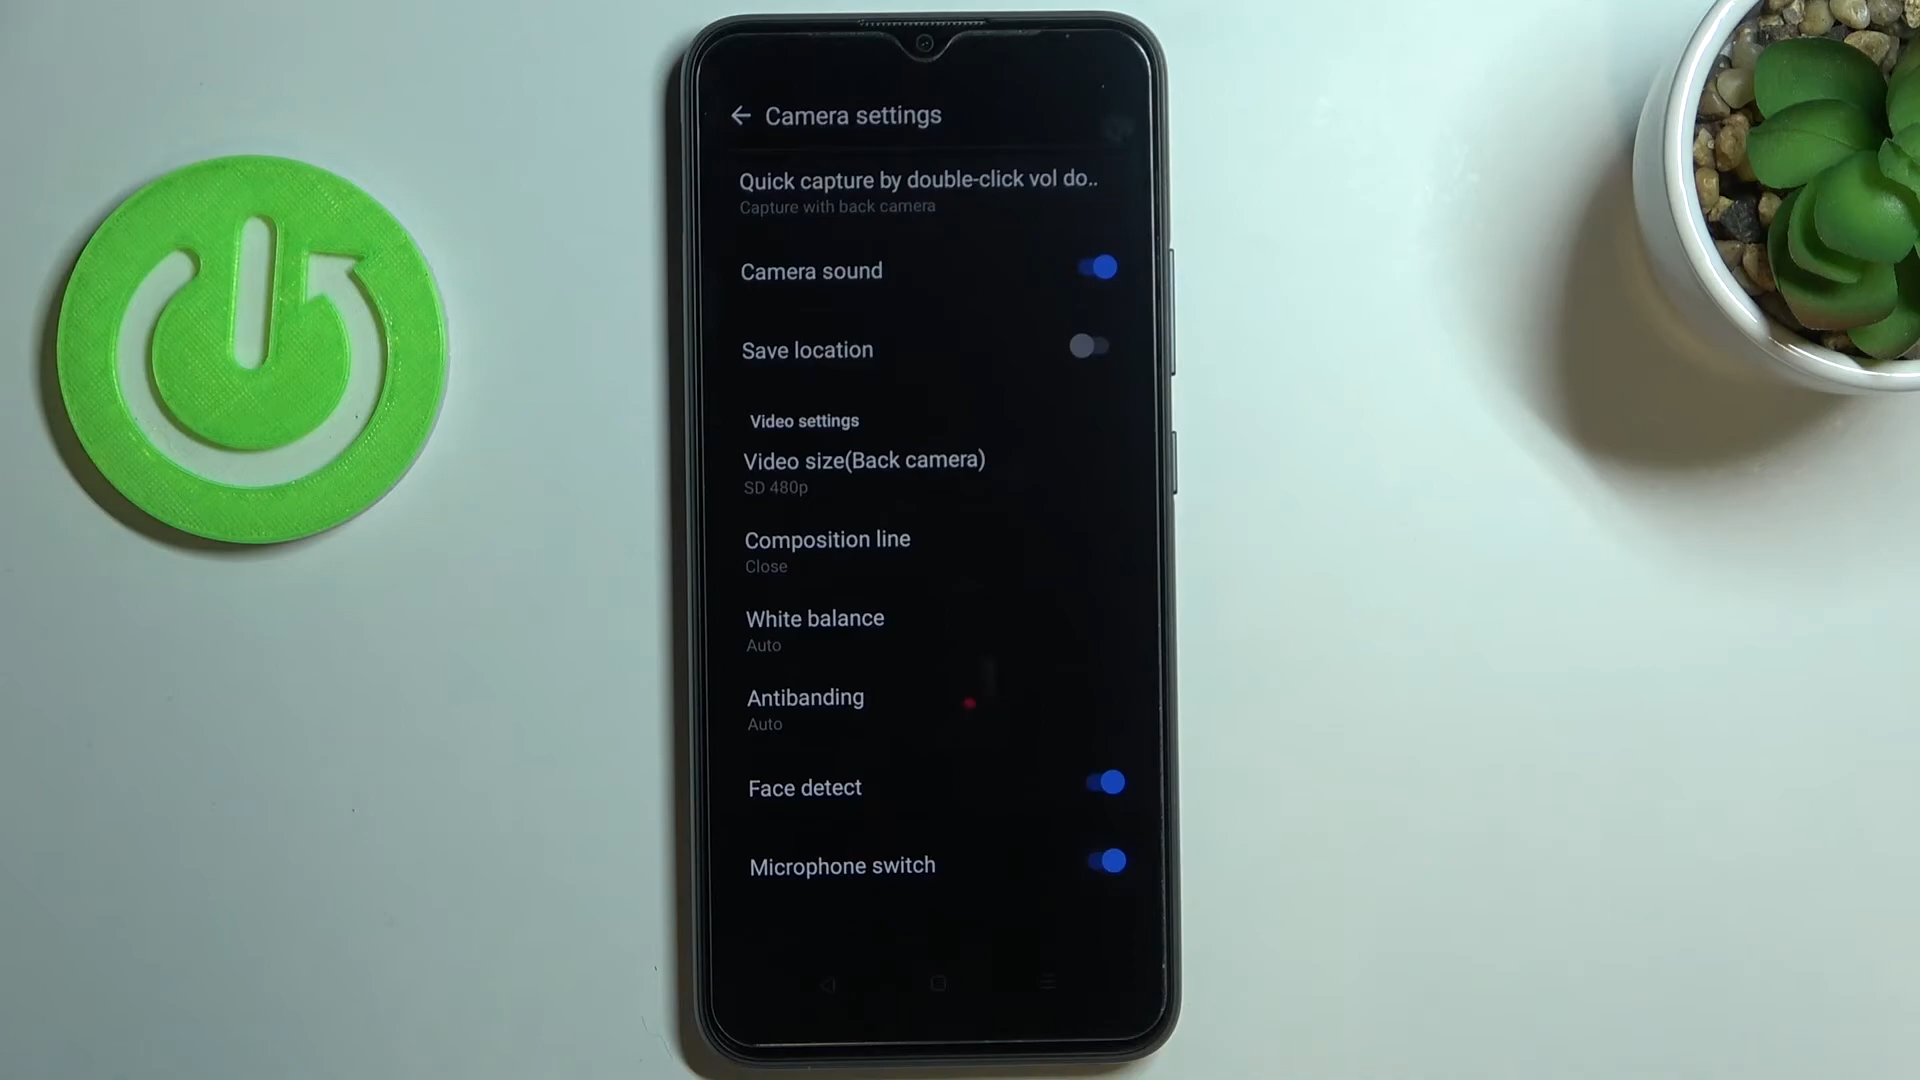 Camera settings
Quick capture by double-click vol do..
Capture with back camera
Camera sound
Save location
Video settings
Video size(Back camera)
SD 480p
Composition line
Close
White balance
Auto
Antibanding
Auto
Face detect
Microphone switch